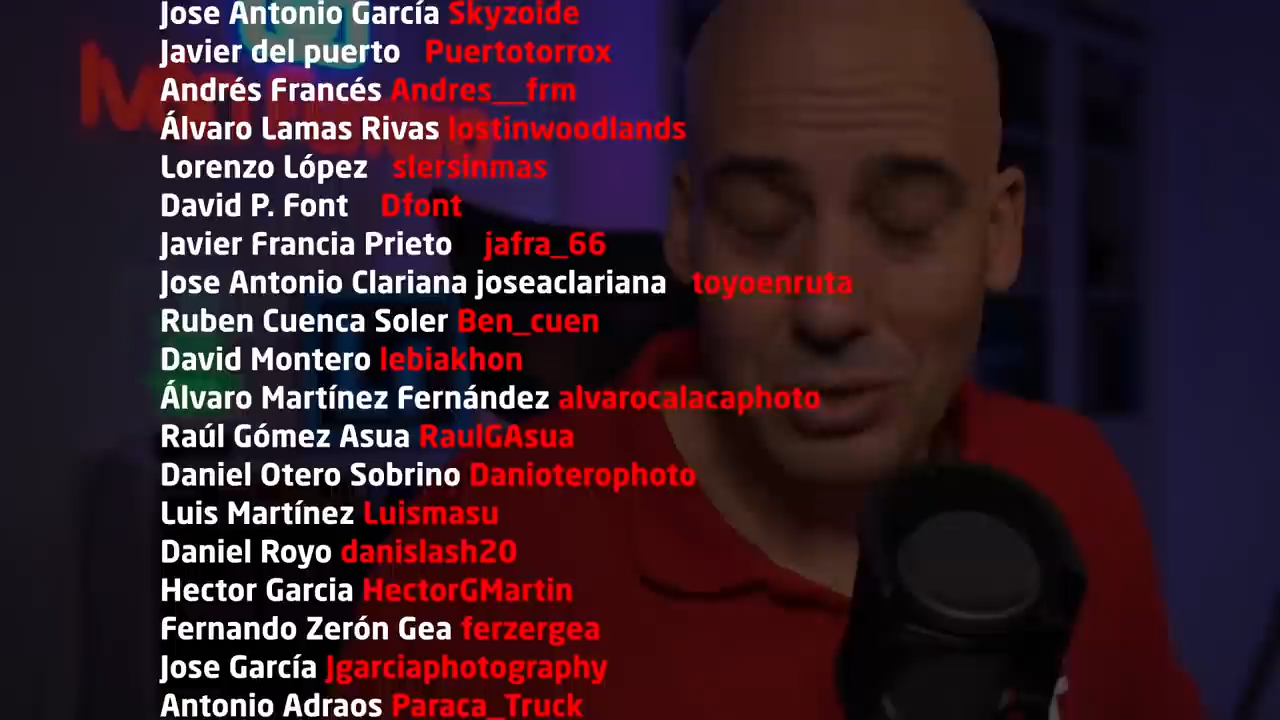 Jose Antonio García Skyzoide
Javier del puerto Puertotorrox
Andrés Francés Andres__frm
Álvaro Lamas Rivas lostinwoodlands
Lorenzo López slersinmas
David P. Font Dfont
Javier Francia Prieto jafra_66
Jose Antonio Clariana joseaclariana toyoenruta
Ruben Cuenca Soler Ben_cuen
David Montero lebiakhon
Álvaro Martínez Fernández alvarocalacaphoto
Raúl Gómez Asua RaulGAsua
Daniel Otero Sobrino Danioterophoto
Luis Martínez Luismasu
Daniel Royo danislash20
Hector Garcia HectorGMartin
Fernando Zerón Gea ferzergea
Jose García Jgarciaphotography
Antonio Adraos Paraca_Truck